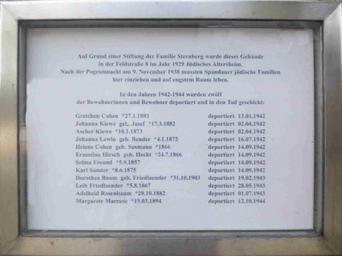 Auf Grund einer Stiftung der Familie Sternberg wurde dieses Gebäude
in der Feldstraße 8 im Jahr 1929 Jüdisches Altersheim.
Nach der Pogromnacht am 9. November 1938 mussten Spandauer jüdische Familien
hier einziehen und auf engstem Raum leben.
In den Jahren 1942-1944 wurden zwölf
der Bewohnerinnen und Bewohner deportiert und in den Tod geschickt:
Gretchen Cohen *27.1.1893 deportiert 13.01.1942
Johanna Kiewe geb. *17.3.1882 deportiert 02.04.1942
Ascher Kiewe *10.1.1873 deportiert 02.04.1942
Johanna Lewin geb. Bender *4.1.1872 deportiert 16.07.1942
Helene Cohen geb. Susmann *1866 deportiert 14.09.1942
Ernestine Hirsch geb. Hecht *24.7.1866 deportiert 14.09.1942
Selma Freund *5.9.1857 deportiert 14.09.1942
Karl Sander *8.6.1875 deportiert 14.09.1942
Dorothea Baum geb. Friedlaender *31.10.1903 deportiert 19.02.1943
Leib Friedlaender *5.8.1867 deportiert 28.05.1943
Adelheid Rosenbaum *29.10.1882 deportiert 01.07.1943
Margarete Marcuse *19.03.1894 deportiert 12.10.1944